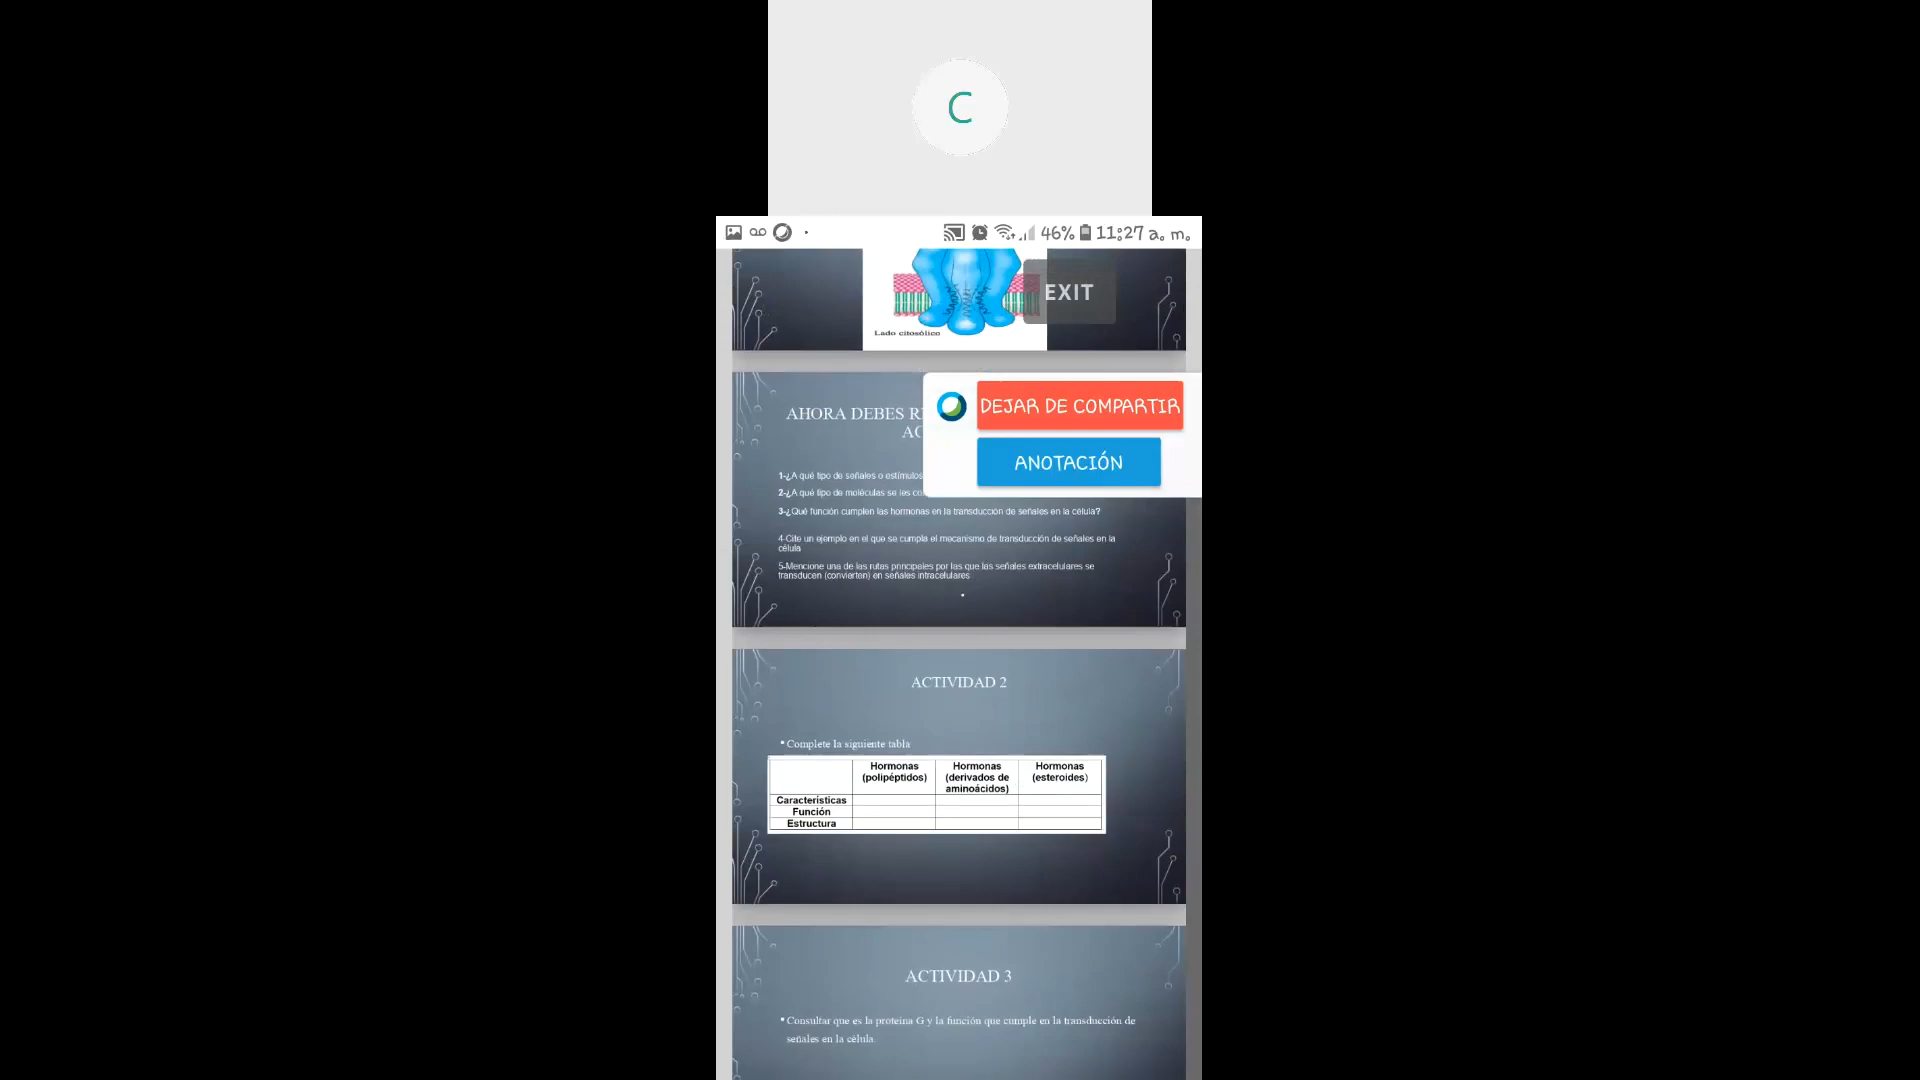 C
46% 11:27 a. m.
EXIT
Lado citosólico
DEJAR DE COMPARTIR
ANOTACIÓN
AHORA DEBES
1-¿A qué tipo de señales o estímulos
2-¿A qué tipo de moléculas se les
3-¿Qué función cumplen las hormonas en la transducción de señales en la célula?
4-Cite un ejemplo en el que se cumpla el mecanismo de transducción de señales en la
célula
5-Mencione una de las rutas principales por las que las señales extracelulares se
transducen (convierten) en señales intracelulares
ACTIVIDAD 2
• Complete la siguiente tabla
Hormonas (polipéptidos) Hormonas (derivados de aminoácidos) Hormonas (esteroides)
Características
Función
Estructura
ACTIVIDAD 3
• Consultar que es la proteina G y la función que cumple en la transducción de
señales en la célula.